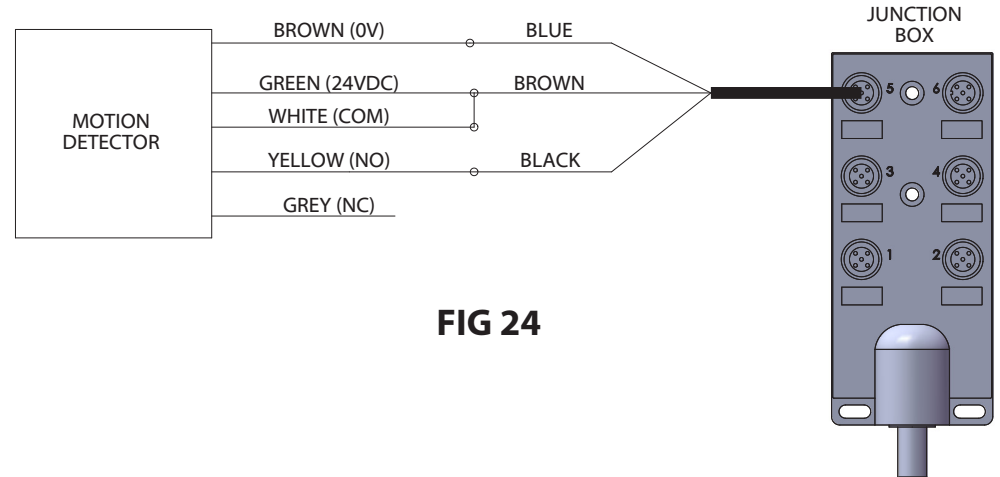 JUNCTION
BOX
BROWN (0V) BLUE
GREEN (24VDC) BROWN
MOTION
DETECTOR
WHITE (COM)
YELLOW (NO) BLACK
GREY (NC)
5 6
3 4
1 2
FIG 24